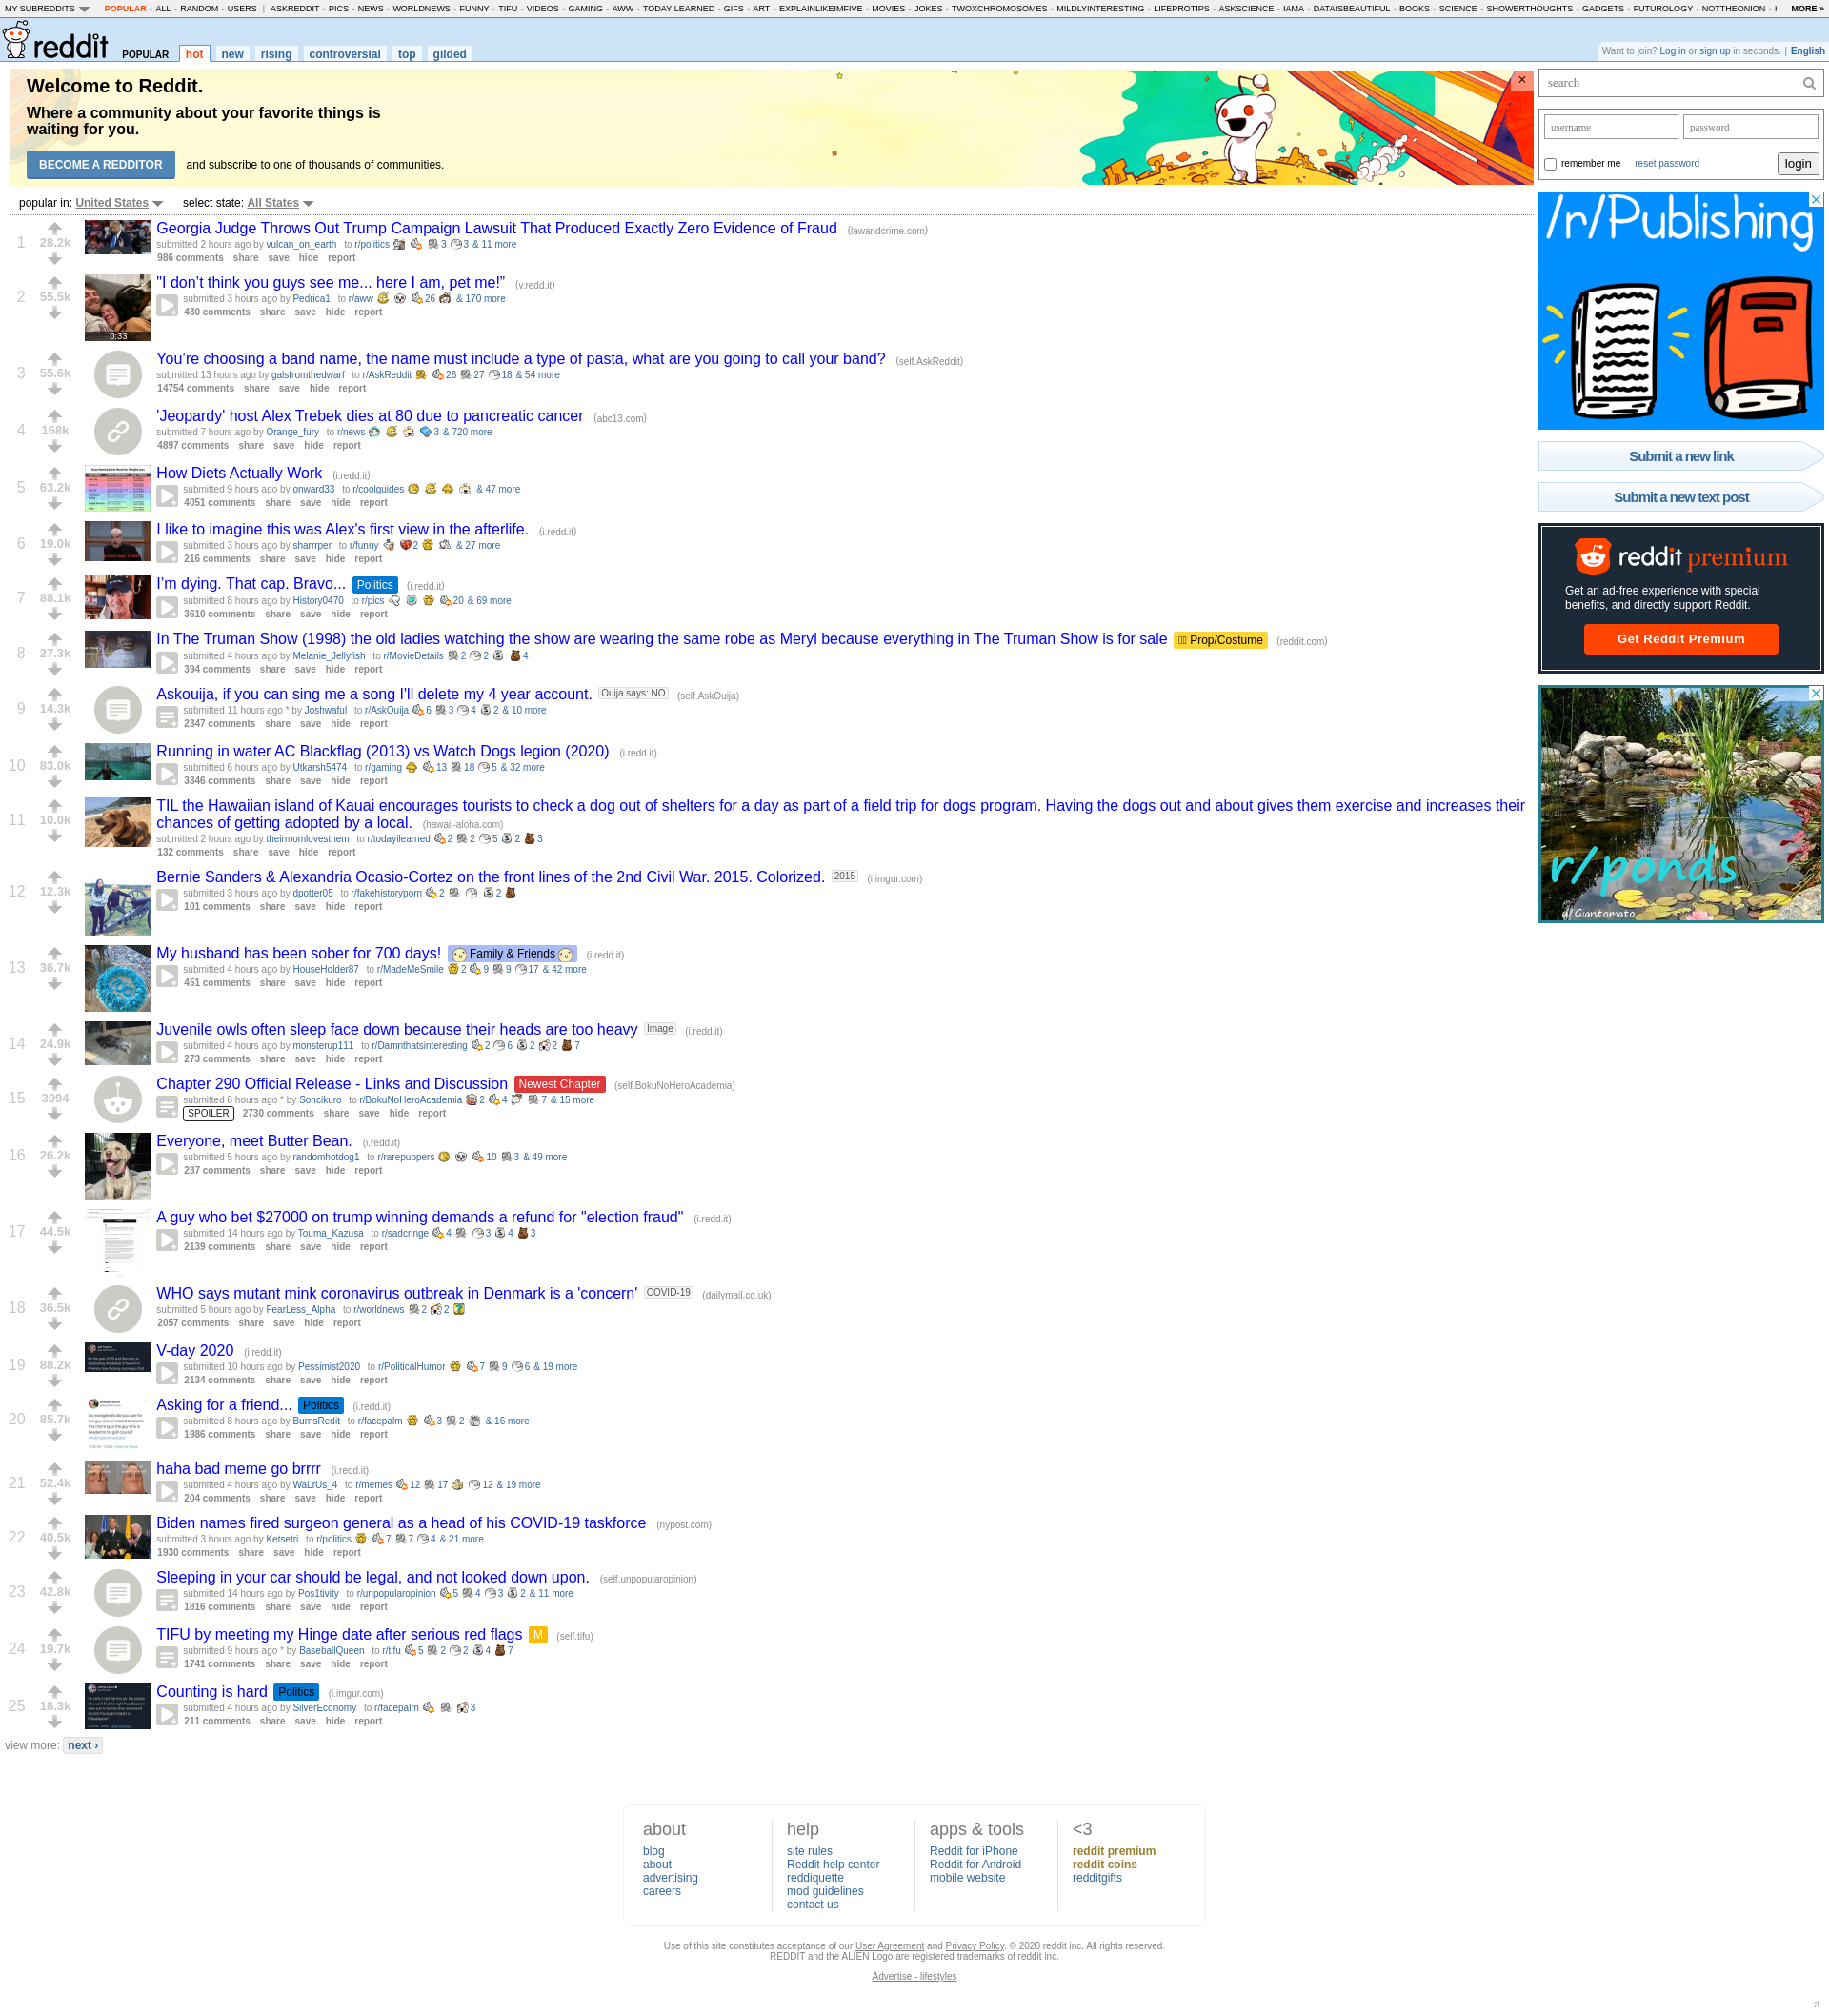 MY SUBREDDITS POPULAR - ALL - RANDOM - USERS | ASKREDDIT - PICS - NEWS - WORLDNEWS - FUNNY - TIFU - VIDEOS - GAMING - AWW - TODAYILEARNED - GIFS - ART - EXPLAINLIKEIMFIVE - MOVIES - JOKES - TWOXCHROMOSOMES - MILDLYINTERESTING - LIFEPROTIPS - ASKSCIENCE - IAMA - DATAISBEAUTIFUL - BOOKS - SCIENCE - SHOWERTHOUGHTS - GADGETS - FUTUROLOGY - NOTTHEONION - MORE »
reddit POPULAR hot new rising controversial top gilded
Want to join? Log in or sign up in seconds. | English
Welcome to Reddit.
Where a community about your favorite things is
waiting for you.
BECOME A REDDITOR and subscribe to one of thousands of communities.
popular in: United States select state: All States
1 28.2k
Georgia Judge Throws Out Trump Campaign Lawsuit That Produced Exactly Zero Evidence of Fraud (lawandcrime.com)
submitted 2 hours ago by vulcan_on_earth to r/politics 3 3 & 11 more
986 comments share save hide report
2 55.5k
0:33
"I don't think you guys see me... here I am, pet me!" (v.redd.it)
submitted 3 hours ago by Pedrica1 to r/aww 26 & 170 more
430 comments share save hide report
3 55.6k
You're choosing a band name, the name must include a type of pasta, what are you going to call your band? (self.AskReddit)
submitted 13 hours ago by galsfromthedwarf to r/AskReddit 26 27 18 & 54 more
14754 comments share save hide report
4 168k
'Jeopardy' host Alex Trebek dies at 80 due to pancreatic cancer (abc13.com)
submitted 7 hours ago by Orange_fury to r/news 3 & 720 more
4897 comments share save hide report
5 63.2k
How Diets Actually Work (i.redd.it)
submitted 9 hours ago by onward33 to r/coolguides & 47 more
4051 comments share save hide report
6 19.0k
I like to imagine this was Alex's first view in the afterlife. (i.redd.it)
submitted 3 hours ago by sharrrper to r/funny 2 & 27 more
216 comments share save hide report
7 88.1k
I'm dying. That cap. Bravo... Politics (i.redd.it)
submitted 8 hours ago by History0470 to r/pics 20 & 69 more
3610 comments share save hide report
8 27.3k
In The Truman Show (1998) the old ladies watching the show are wearing the same robe as Meryl because everything in The Truman Show is for sale Prop/Costume (reddit.com)
submitted 4 hours ago by Melanie_Jellyfish to r/MovieDetails 2 2 4
394 comments share save hide report
9 14.3k
Askouija, if you can sing me a song I'll delete my 4 year account. Ouija says: NO (self.AskOuija)
submitted 11 hours ago * by Joshwaful to r/AskOuija 6 3 4 2 & 10 more
2347 comments share save hide report
10 83.0k
Running in water AC Blackflag (2013) vs Watch Dogs legion (2020) (i.redd.it)
submitted 6 hours ago by Utkarsh5474 to r/gaming 13 18 5 & 32 more
3346 comments share save hide report
11 10.0k
TIL the Hawaiian island of Kauai encourages tourists to check a dog out of shelters for a day as part of a field trip for dogs program. Having the dogs out and about gives them exercise and increases their
chances of getting adopted by a local. (hawaii-aloha.com)
submitted 2 hours ago by theirmomlovesthem to r/todayilearned 2 2 5 2 3
132 comments share save hide report
12 12.3k
Bernie Sanders & Alexandria Ocasio-Cortez on the front lines of the 2nd Civil War. 2015. Colorized. 2015 (i.imgur.com)
submitted 3 hours ago by dpotter05 to r/fakehistoryporn 2 2
101 comments share save hide report
13 36.7k
My husband has been sober for 700 days! Family & Friends (i.redd.it)
submitted 4 hours ago by HouseHolder87 to r/MadeMeSmile 2 9 9 17 & 42 more
451 comments share save hide report
14 24.9k
Juvenile owls often sleep face down because their heads are too heavy Image (i.redd.it)
submitted 4 hours ago by monsterup111 to r/Damnthatsinteresting 2 6 2 2 7
273 comments share save hide report
15 3994
Chapter 290 Official Release - Links and Discussion Newest Chapter (self.BokuNoHeroAcademia)
submitted 8 hours ago * by Soncikuro to r/BokuNoHeroAcademia 2 4 7 & 15 more
SPOILER 2730 comments share save hide report
16 26.2k
Everyone, meet Butter Bean. (i.redd.it)
submitted 5 hours ago by randomhotdog1 to r/rarepuppers 10 3 & 49 more
237 comments share save hide report
17 44.5k
A guy who bet $27000 on trump winning demands a refund for "election fraud" (i.redd.it)
submitted 14 hours ago by Touma_Kazusa to r/sadcringe 4 3 4 3
2139 comments share save hide report
18 36.5k
WHO says mutant mink coronavirus outbreak in Denmark is a 'concern' COVID-19 (dailymail.co.uk)
submitted 5 hours ago by FearLess_Alpha to r/worldnews 2 2
2057 comments share save hide report
19 88.2k
V-day 2020 (i.redd.it)
submitted 10 hours ago by Pessimist2020 to r/PoliticalHumor 7 9 6 & 19 more
2134 comments share save hide report
20 85.7k
Asking for a friend... Politics (i.redd.it)
submitted 8 hours ago by BurnsRedit to r/facepalm 3 2 & 16 more
1986 comments share save hide report
21 52.4k
haha bad meme go brrrr (i.redd.it)
submitted 4 hours ago by WaLrUs_4 to r/memes 12 17 12 & 19 more
204 comments share save hide report
22 40.5k
Biden names fired surgeon general as a head of his COVID-19 taskforce (nypost.com)
submitted 3 hours ago by Ketsetri to r/politics 7 7 4 & 21 more
1930 comments share save hide report
23 42.8k
Sleeping in your car should be legal, and not looked down upon. (self.unpopularopinion)
submitted 14 hours ago by Pos1tivity to r/unpopularopinion 5 4 3 2 & 11 more
1816 comments share save hide report
24 19.7k
TIFU by meeting my Hinge date after serious red flags M (self.tifu)
submitted 9 hours ago * by BaseballQueen to r/tifu 5 2 2 4 7
1741 comments share save hide report
25 18.3k
Counting is hard Politics (i.imgur.com)
submitted 4 hours ago by SilverEconomy to r/facepalm 3
211 comments share save hide report
view more: next ›
search
username password
remember me reset password login
/r/Publishing
Submit a new link
Submit a new text post
reddit premium
Get an ad-free experience with special
benefits, and directly support Reddit.
Get Reddit Premium
r/ponds
d/Giantomato
about
blog
about
advertising
careers
help
site rules
Reddit help center
reddiquette
mod guidelines
contact us
apps & tools
Reddit for iPhone
Reddit for Android
mobile website
<3
reddit premium
reddit coins
redditgifts
Use of this site constitutes acceptance of our User Agreement and Privacy Policy. © 2020 reddit inc. All rights reserved.
REDDIT and the ALIEN Logo are registered trademarks of reddit inc.
Advertise - lifestyles
π